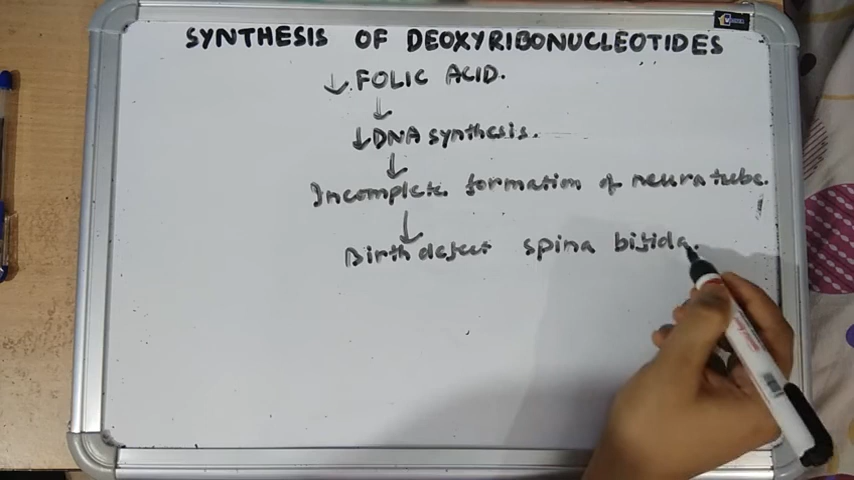 SYNTHESIS OF DEOXYRIBONUCLEOTIDES
↓ FOLIC ACID.
↓
↓DNA synthesis.
↓
Incomplete formation of neura tube.
↓
Birth defect spina bifida.